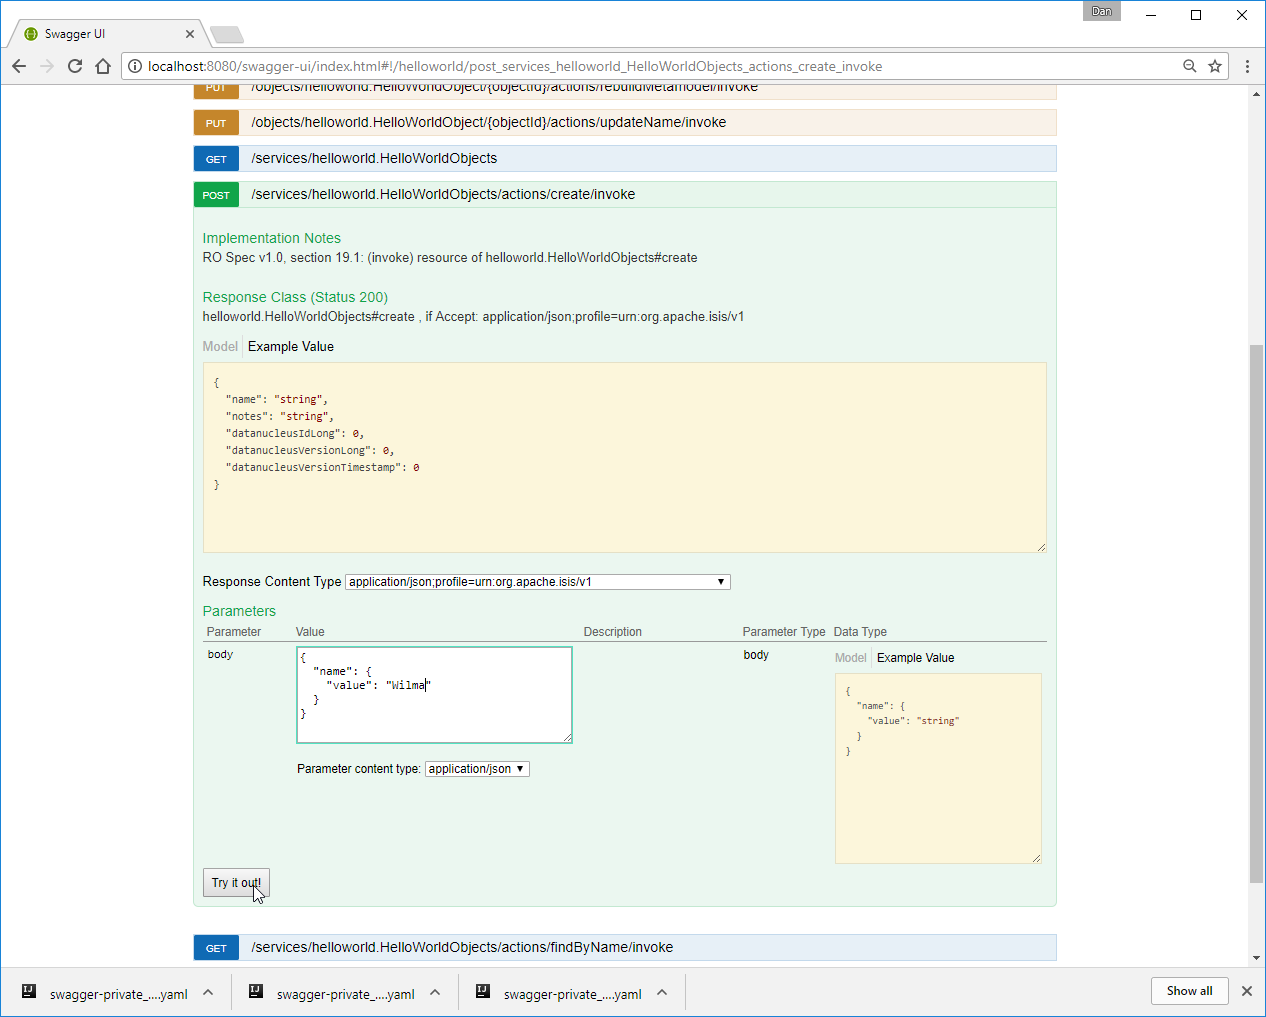 Dan
Swagger UI
localhost:8080/swagger-ui/index.html#!/helloworld/post_services_helloworld_HelloWorldObjects_actions_create_invoke
PUT /objects/helloworld.HelloWorldObject/{objectId}/actions/rebuildMetamodel/invoke
PUT /objects/helloworld.HelloWorldObject/{objectId}/actions/updateName/invoke
GET /services/helloworld.HelloWorldObjects
POST /services/helloworld.HelloWorldObjects/actions/create/invoke
Implementation Notes
RO Spec v1.0, section 19.1: (invoke) resource of helloworld.HelloWorldObjects#create
Response Class (Status 200)
helloworld.HelloWorldObjects#create , if Accept: application/json;profile=urn:org.apache.isis/v1
Model Example Value
{
"name": "string",
"notes": "string",
"datanucleusIdLong": 0,
"datanucleusVersionLong": 0,
"datanucleusVersionTimestamp": 0
}
Response Content Type application/json;profile=urn:org.apache.isis/v1
Parameters
Parameter Value Description Parameter Type Data Type
body
{
"name": {
"value": "Wilma"
}
}
Parameter content type: application/json
body
Model Example Value
{
"name": {
"value": "string"
}
}
Try it out!
GET /services/helloworld.HelloWorldObjects/actions/findByName/invoke
swagger-private_....yaml swagger-private_....yaml swagger-private_....yaml Show all